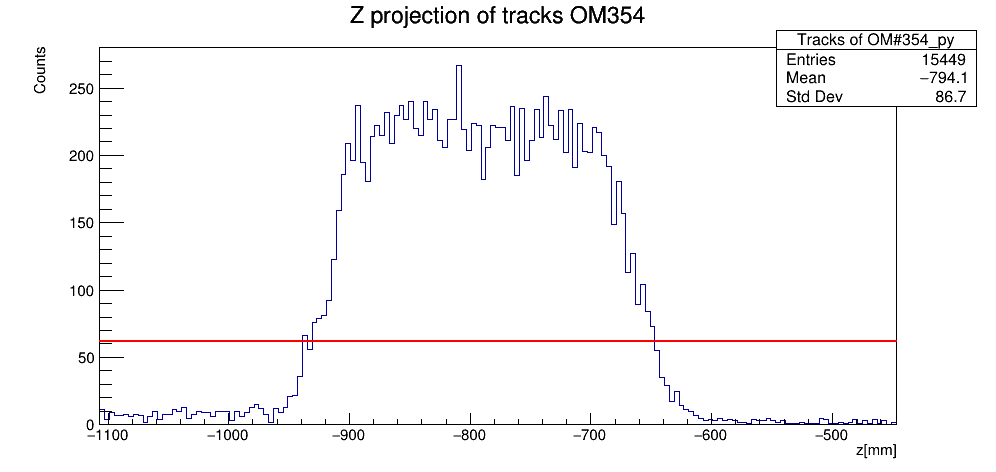 Z projection of tracks OM354
Tracks of OM#354_py
Entries 15449
Mean −794.1
Std Dev 86.7
Counts
250
200
150
100
50
0
−1100 −1000 −900 −800 −700 −600 −500
z[mm]